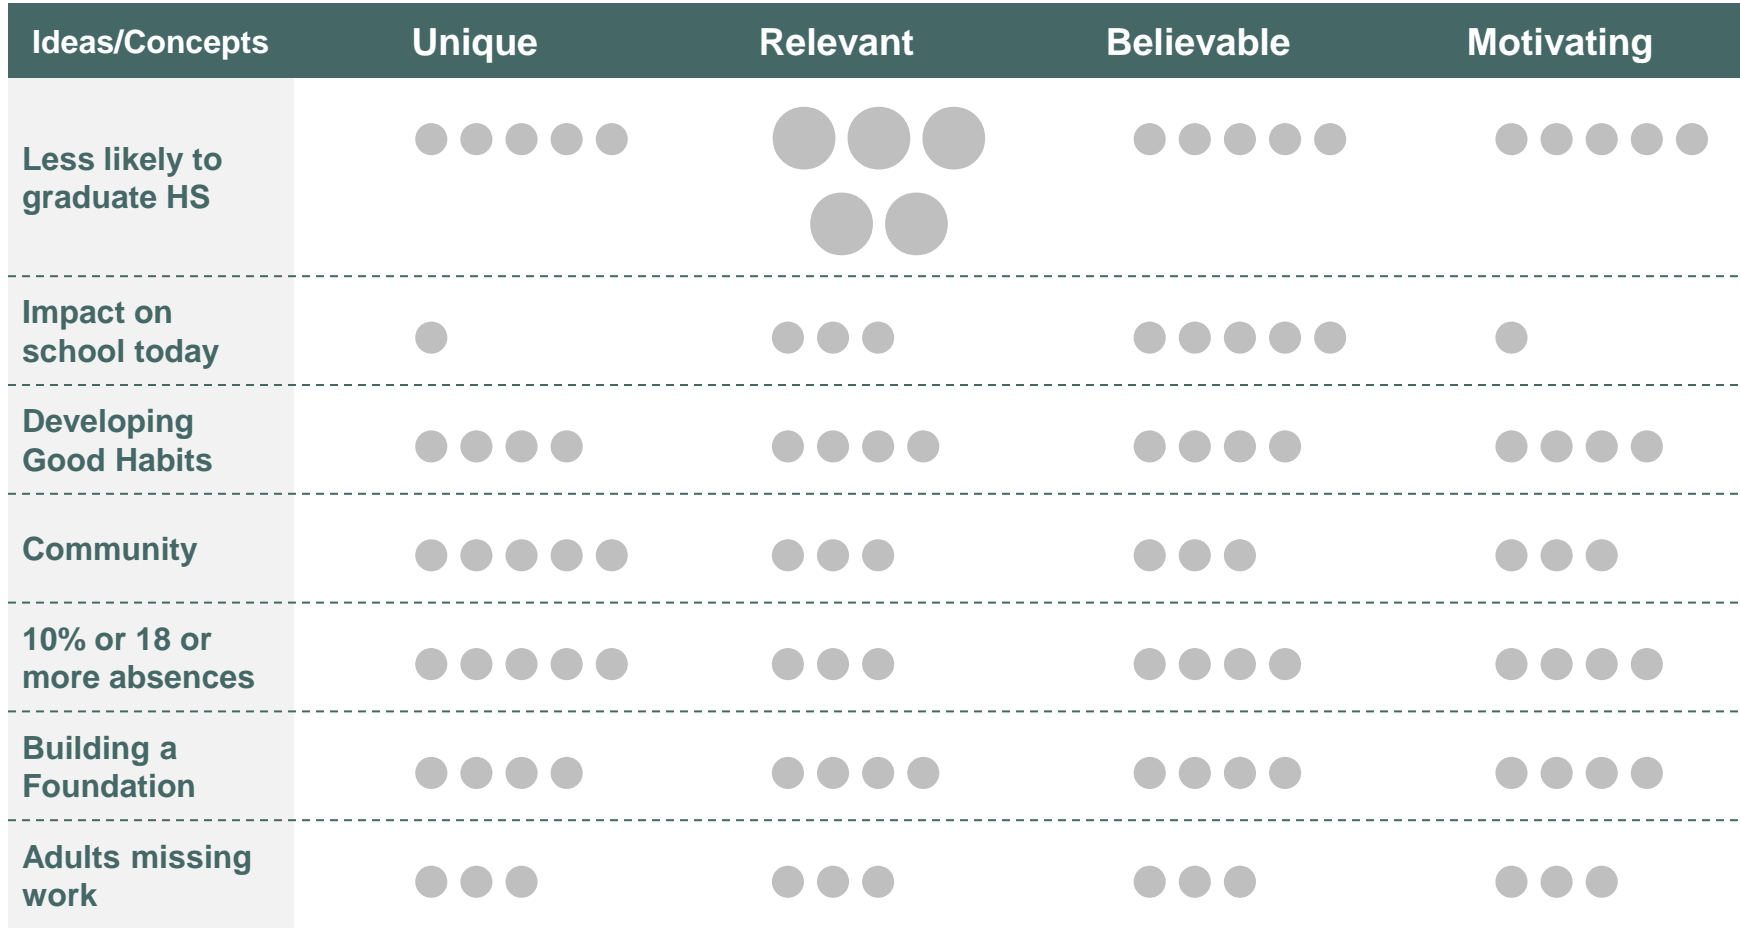 Ideas/Concepts Unique Relevant Believable Motivating
Less likely to
graduate HS
Impact on
school today
Developing
Good Habits
Community
10% or 18 or
more absences
Building a
Foundation
Adults missing
work